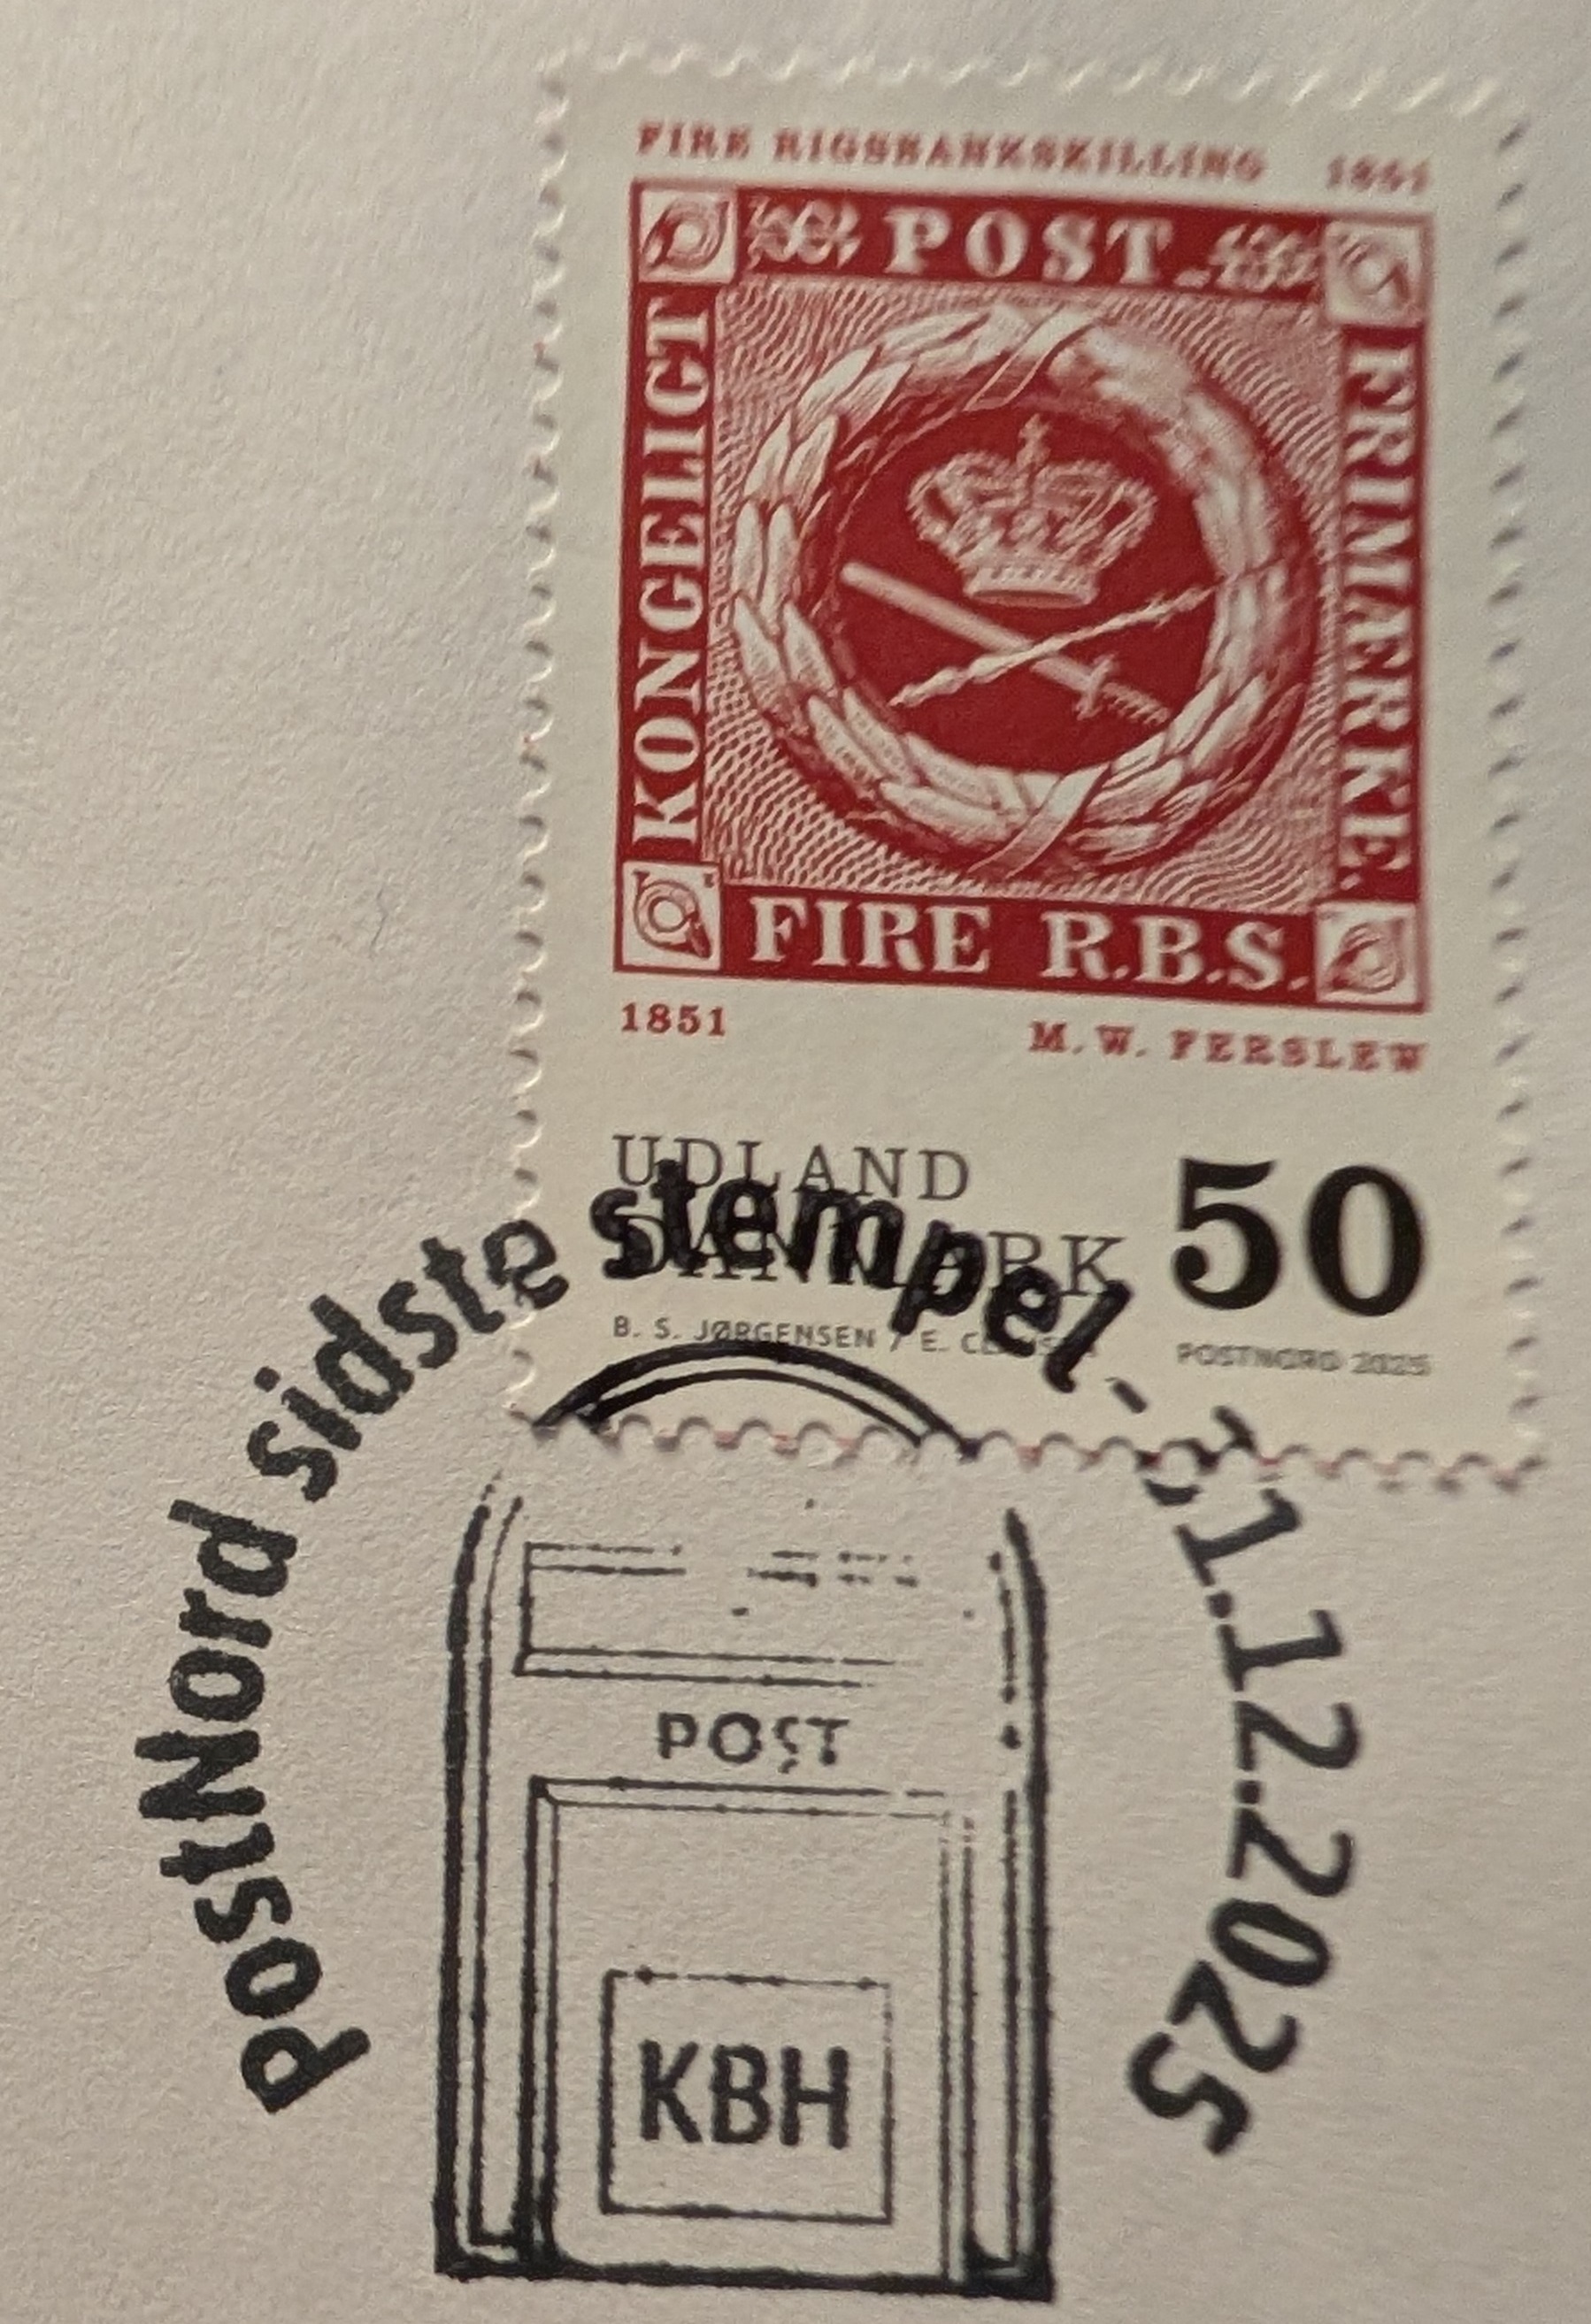 FIRE RIGSBANKSKILLING 1851
POST.
KONGELIGT
FRIMÆRKE.
FIRE R.B.S.
1851 M. W. FERSLEW
UDLAND
DANMARK
50
B. S. JØRGENSEN / E.
POSTNORD 2025
PostNord sidste stempel - 31.12.2025
POST
KBH